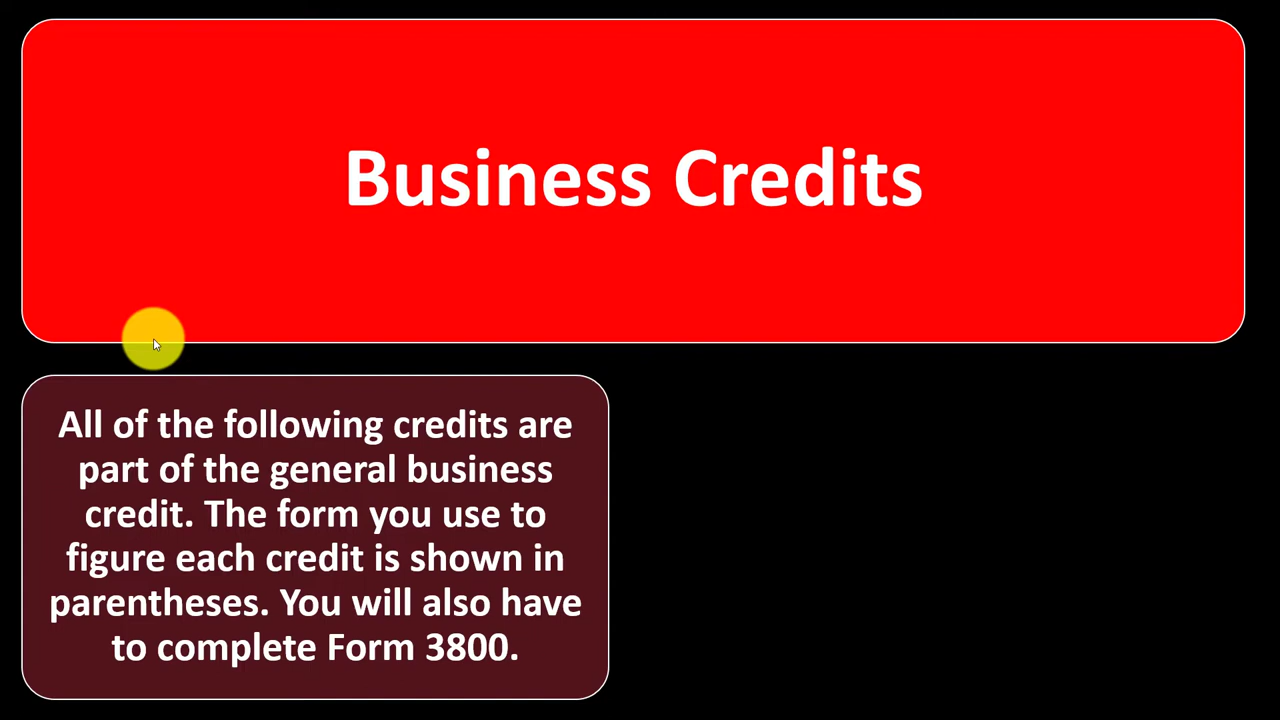 Business Credits
All of the following credits are
part of the general business
credit. The form you use to
figure each credit is shown in
parentheses. You will also have
to complete Form 3800.